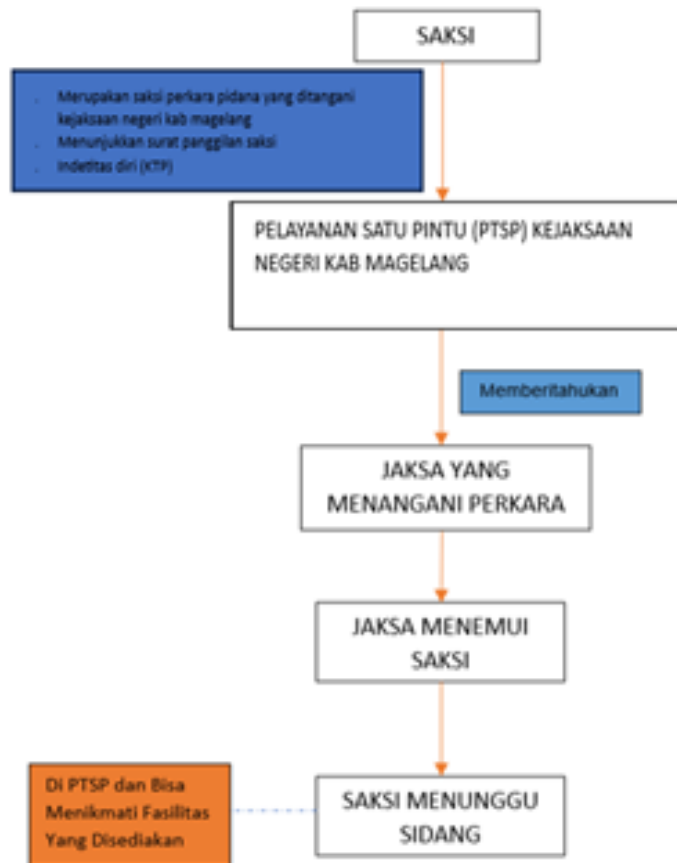 SAKSI
. Merupakan saksi perkara pidana yang ditangani
kejaksaan negeri kab magelang
. Menunjukkan surat panggilan saksi
. Indetitas diri (KTP)
PELAYANAN SATU PINTU (PTSP) KEJAKSAAN
NEGERI KAB MAGELANG
Memberitahukan
JAKSA YANG
MENANGANI PERKARA
JAKSA MENEMUI
SAKSI
DI PTSP dan Bisa
Menikmati Fasilitas
Yang Disediakan
SAKSI MENUNGGU
SIDANG